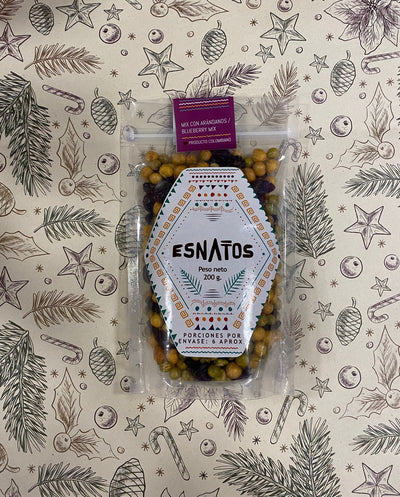 MIX CON ARÁNDANOS /
BLUEBERRY MIX
PRODUCTO COLOMBIANO
ESNATOS
Peso neto
200 g.
PORCIONES POR
ENVASE: 6 APROX